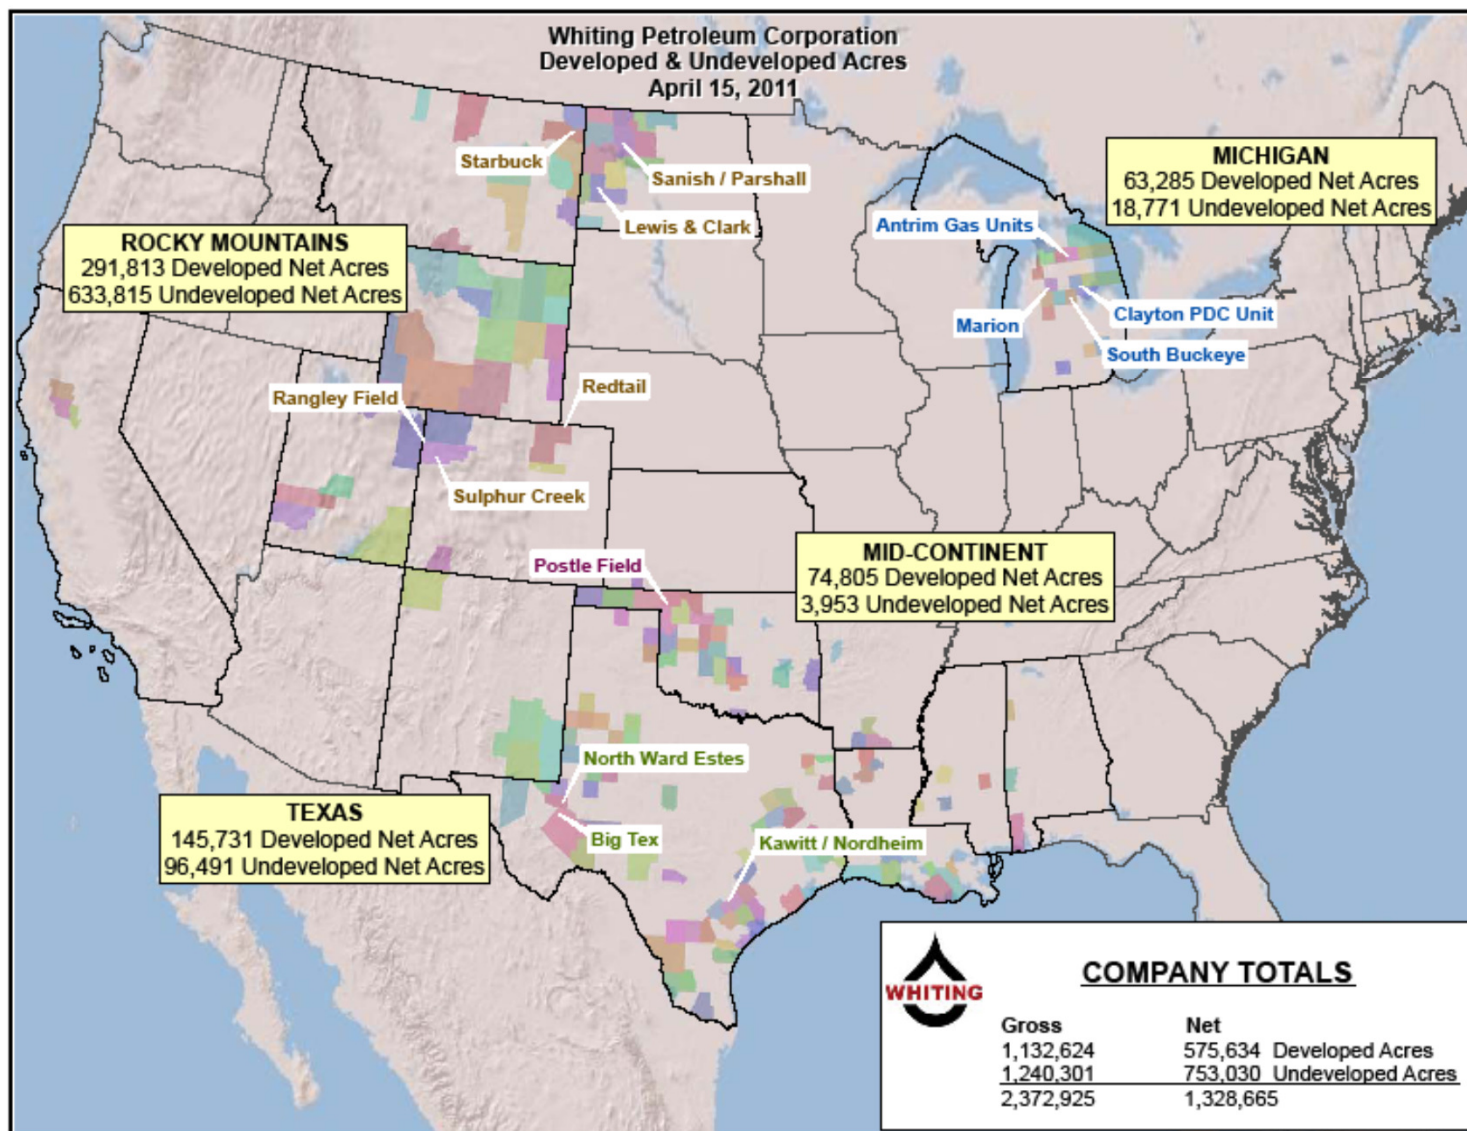 Whiting Petroleum Corporation
Developed & Undeveloped Acres
April 15, 2011
MICHIGAN
63,285 Developed Net Acres
18,771 Undeveloped Net Acres
Starbuck
Sanish / Parshall
Lewis & Clark
Antrim Gas Units
ROCKY MOUNTAINS
291,813 Developed Net Acres
633,815 Undeveloped Net Acres
Marion
Clayton PDC Unit
South Buckeye
Redtail
Rangley Field
Sulphur Creek
Postle Field
MID-CONTINENT
74,805 Developed Net Acres
3,953 Undeveloped Net Acres
North Ward Estes
TEXAS
145,731 Developed Net Acres
96,491 Undeveloped Net Acres
Big Tex
Kawitt / Nordheim
WHITING
COMPANY TOTALS
Gross Net
1,132,624 575,634 Developed Acres
1,240,301 753,030 Undeveloped Acres
2,372,925 1,328,665